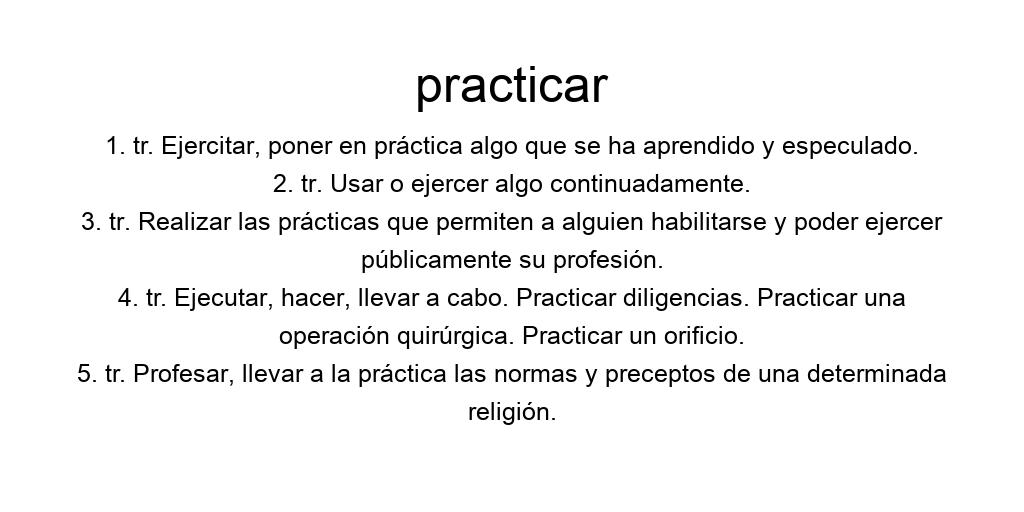 practicar
1. tr. Ejercitar, poner en práctica algo que se ha aprendido y especulado.
2. tr. Usar o ejercer algo continuadamente.
3. tr. Realizar las prácticas que permiten a alguien habilitarse y poder ejercer
públicamente su profesión.
4. tr. Ejecutar, hacer, llevar a cabo. Practicar diligencias. Practicar una
operación quirúrgica. Practicar un orificio.
5. tr. Profesar, llevar a la práctica las normas y preceptos de una determinada
religión.